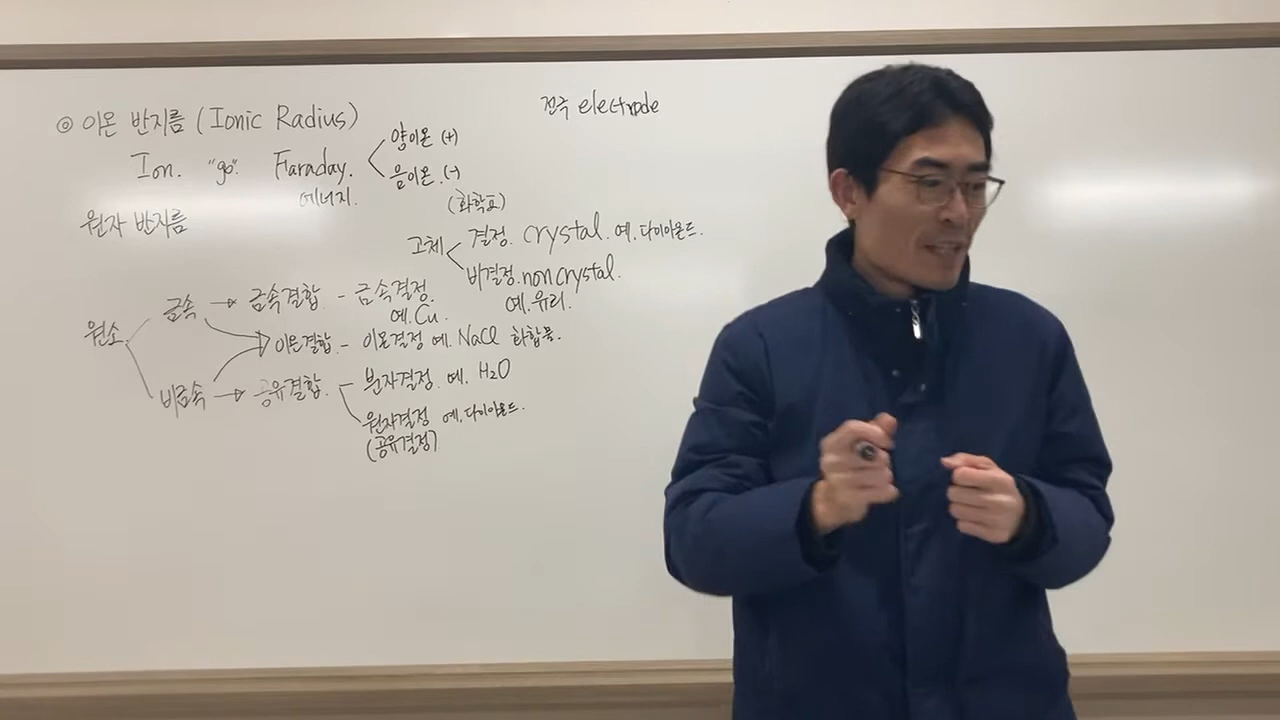 ◎ 이온 반지름 (Ionic Radius)
전극 electrode
Ion. "go". Faraday.
에너지.
양이온 (+)
음이온 (-)
(화학표)
원자 반지름
고체
결정. crystal. 예. 다이아몬드.
비결정. noncrystal.
예. 유리.
원소
금속 → 금속결합 - 금속결정.
예. Cu.
이온결합. - 이온결정 예. NaCl 화합물.
비금속 → 공유결합.
분자결정. 예. H2O
원자결정 예. 다이아몬드.
(공유결정)